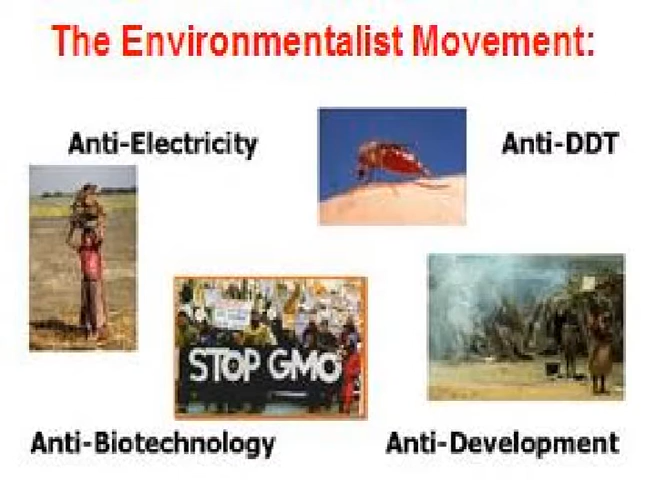 The Environmentalist Movement:
Anti-Electricity
Anti-DDT
STOP GMO
Anti-Biotechnology
Anti-Development